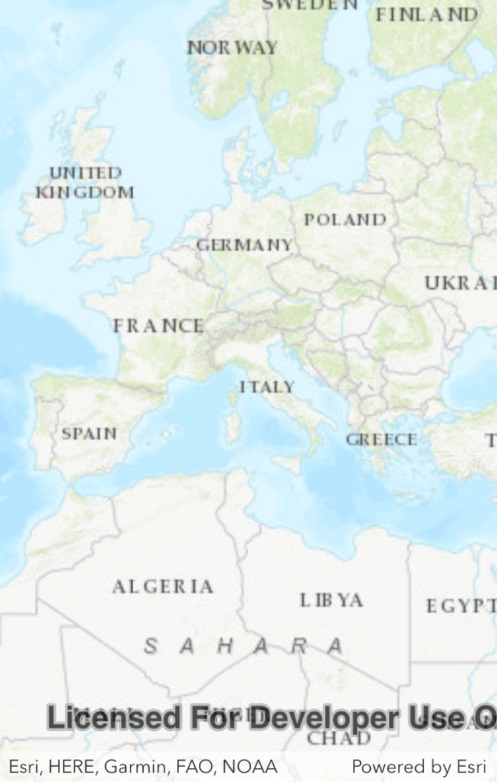 SWEDEN
FINLAND
NORWAY
UNITED
KINGDOM
POLAND
GERMANY
UKRAI
FRANCE
ITALY
SPAIN
GREECE
T
ALGERIA
LIBYA
EGYPT
SAHARA
Licensed For Developer Use O
CHAD
Esri, HERE, Garmin, FAO, NOAA
Powered by Esri